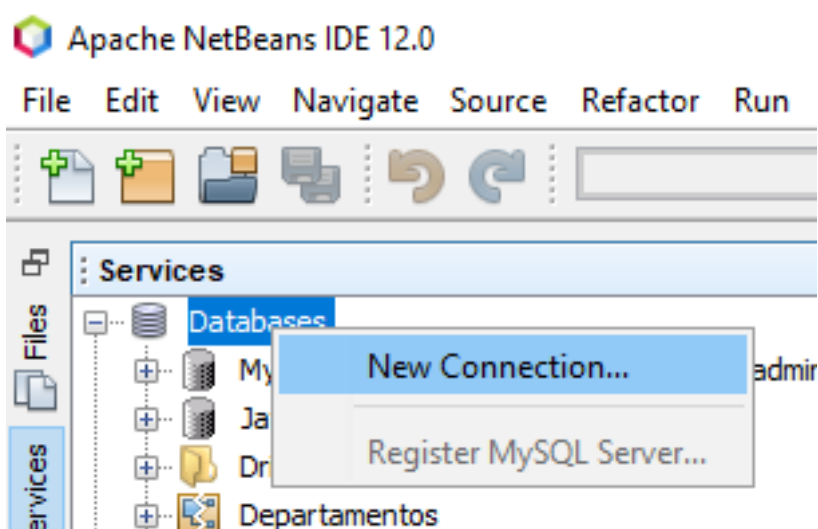 Apache NetBeans IDE 12.0
File Edit View Navigate Source Refactor Run
Files
Services
Databases
New Connection...
admin
Register MySQL Server...
Departamentos